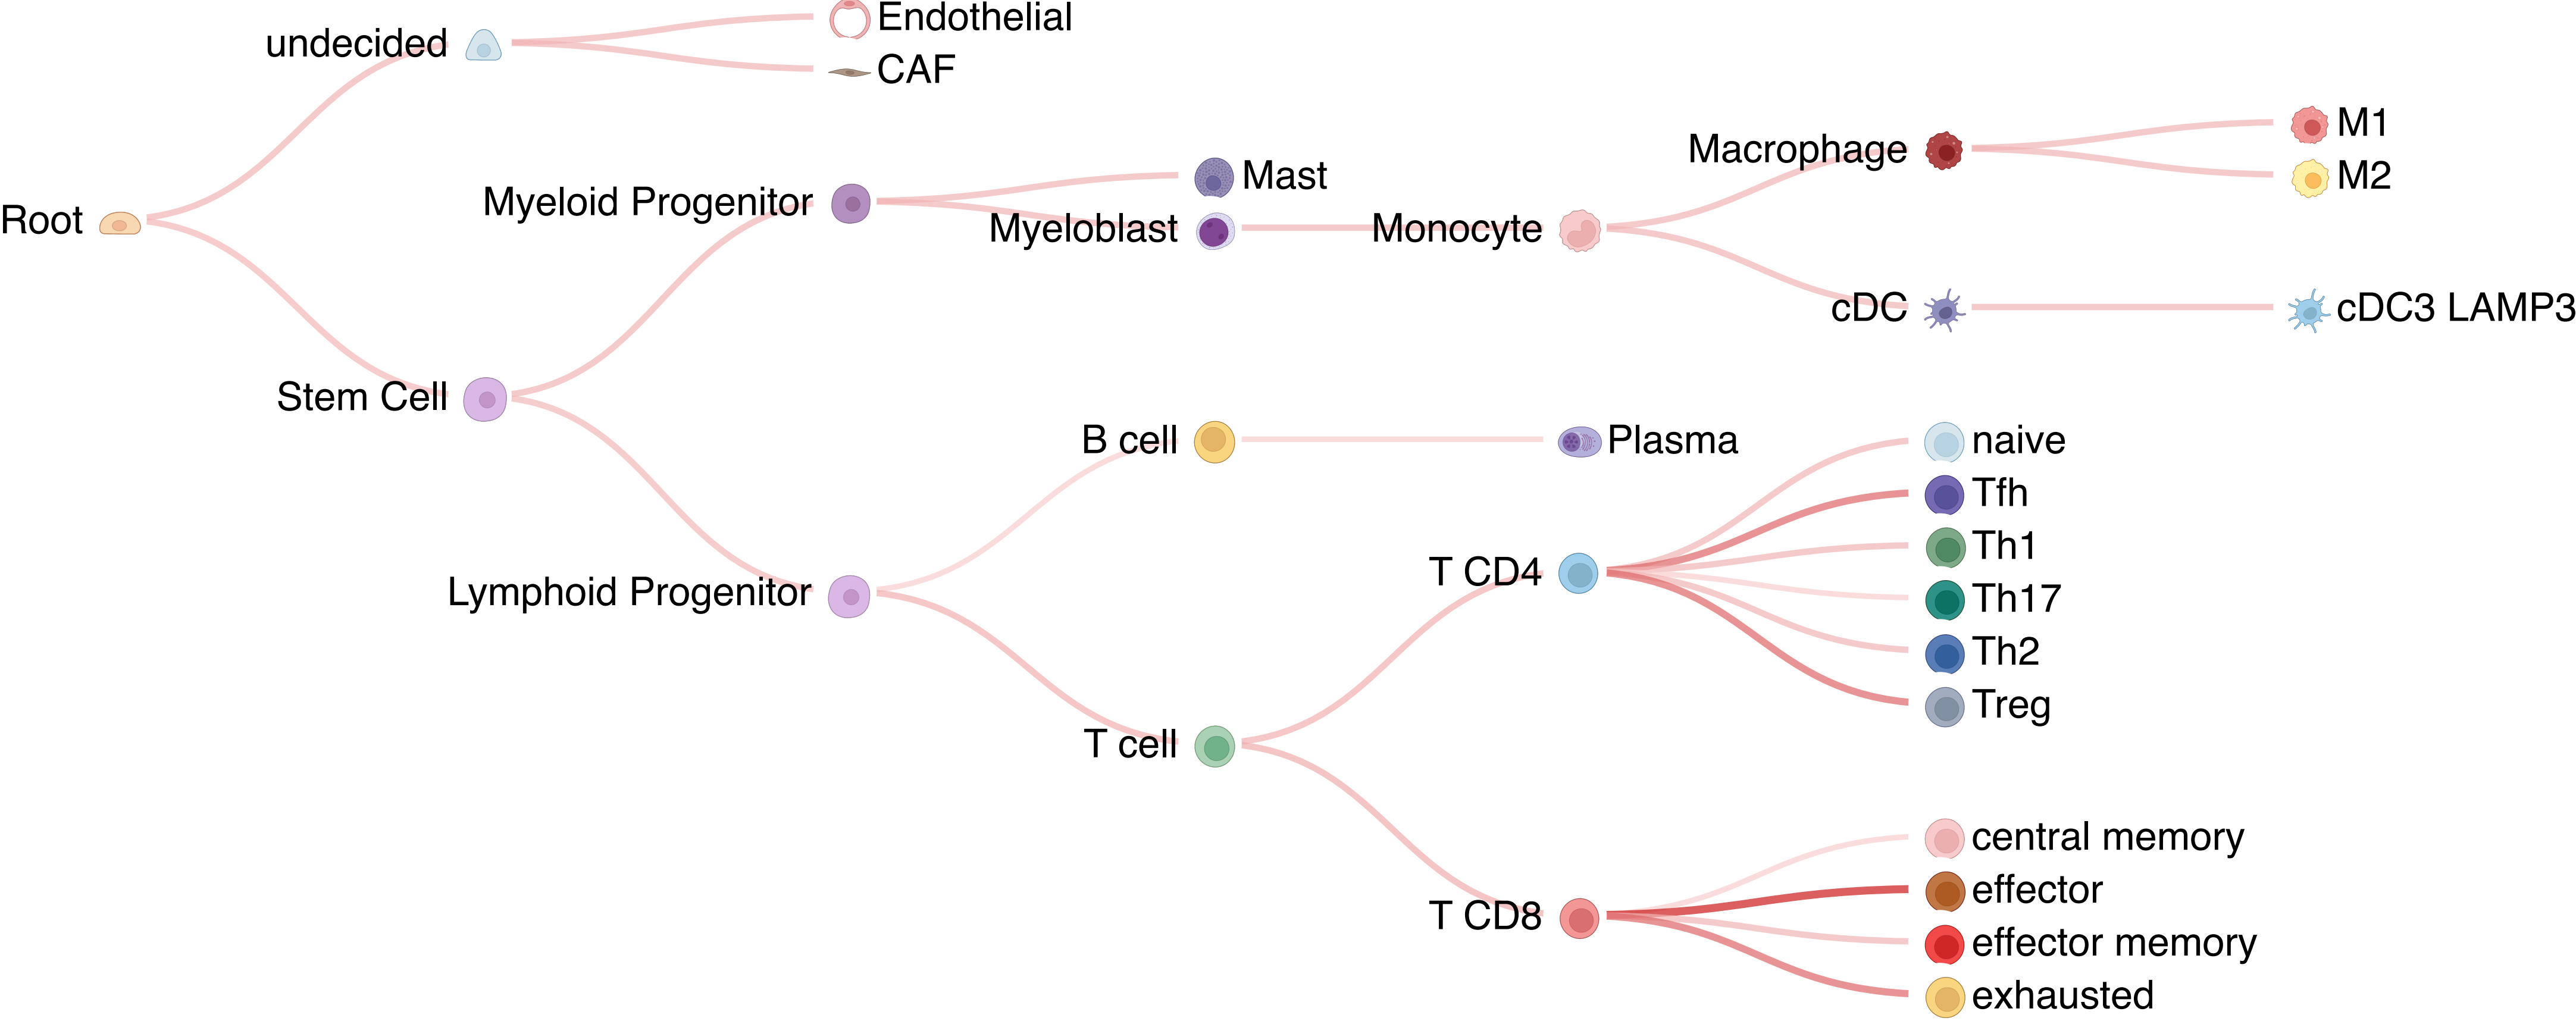 Endothelial
undecided
CAF
M1
Macrophage
Mast
M2
Myeloid Progenitor
Root
Myeloblast
Monocyte
cDC
cDC3 LAMP3
Stem Cell
B cell
Plasma
naive
Tfh
Th1
T CD4
Lymphoid Progenitor
Th17
Th2
Treg
T cell
central memory
effector
T CD8
effector memory
exhausted